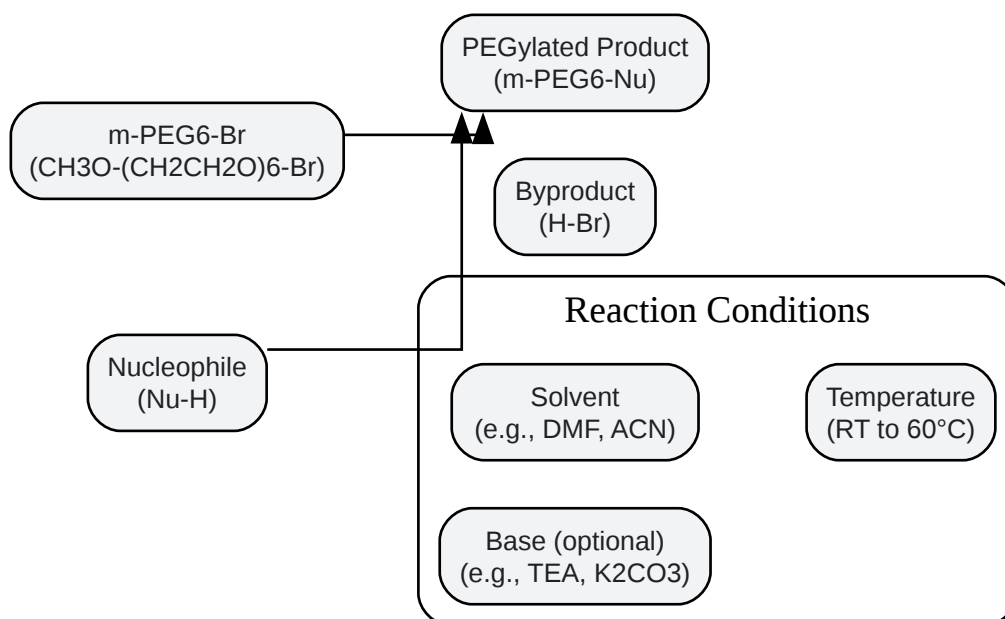 PEGylated Product
(m-PEG6-Nu)
m-PEG6-Br
(CH3O-(CH2CH2O)6-Br)
Byproduct
(H-Br)
Reaction Conditions
Nucleophile
(Nu-H)
Solvent
(e.g., DMF, ACN)
Temperature
(RT to 60°C)
Base (optional)
(e.g., TEA, K2CO3)